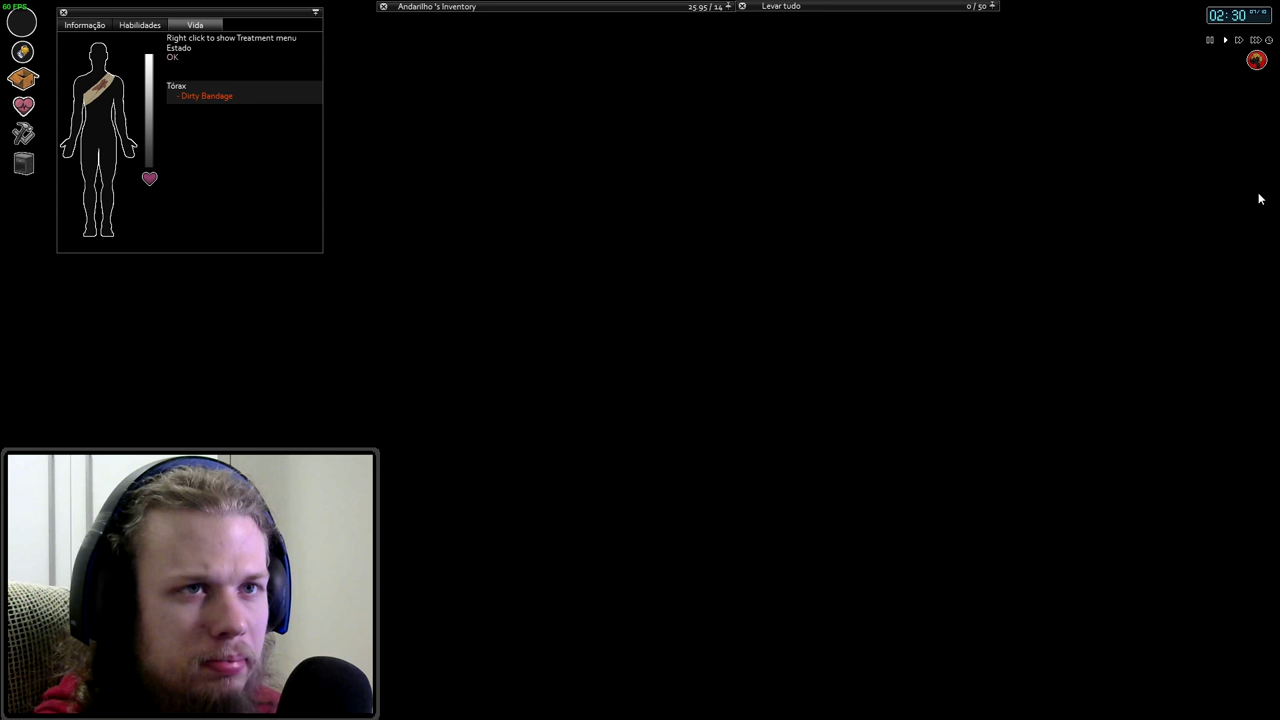 60 FPS
Andarilho 's Inventory 25.95 / 14
Levar tudo 0 / 50
02:30
Informação Habilidades Vida
Right click to show Treatment menu
Estado
OK
Tórax
- Dirty Bandage